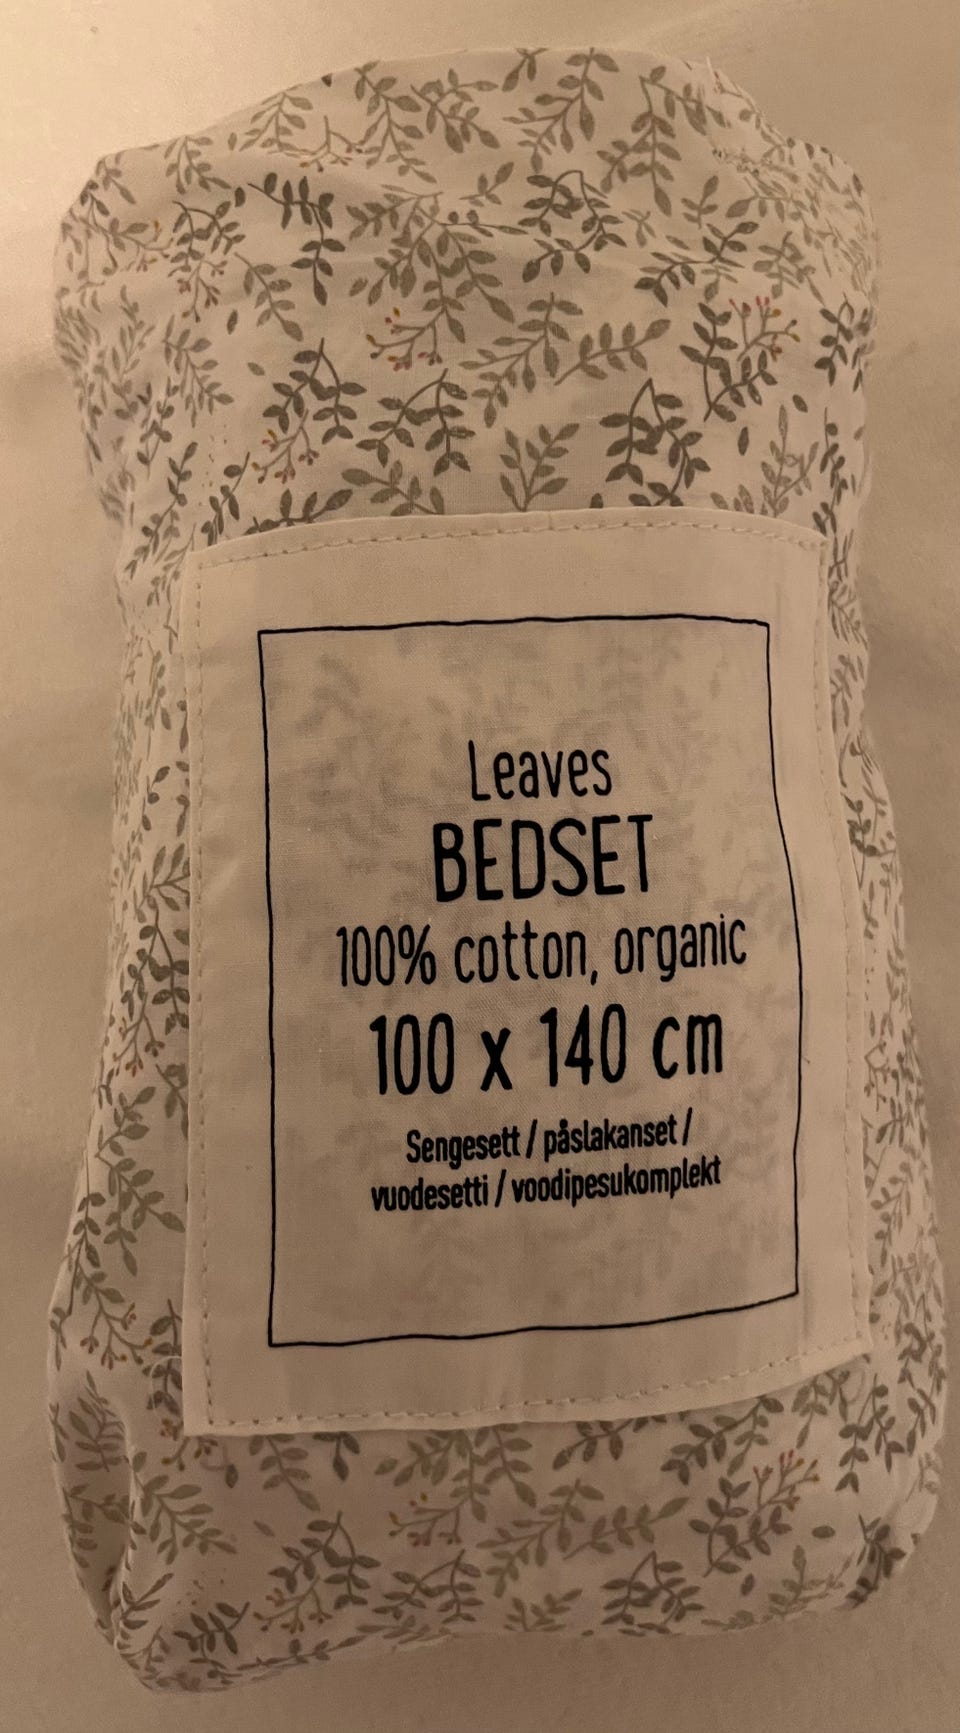 Leaves
BEDSET
100% cotton, organic
100 x 140 cm
Sengesett / påslakanset /
vuodesetti / voodipesukomplekt